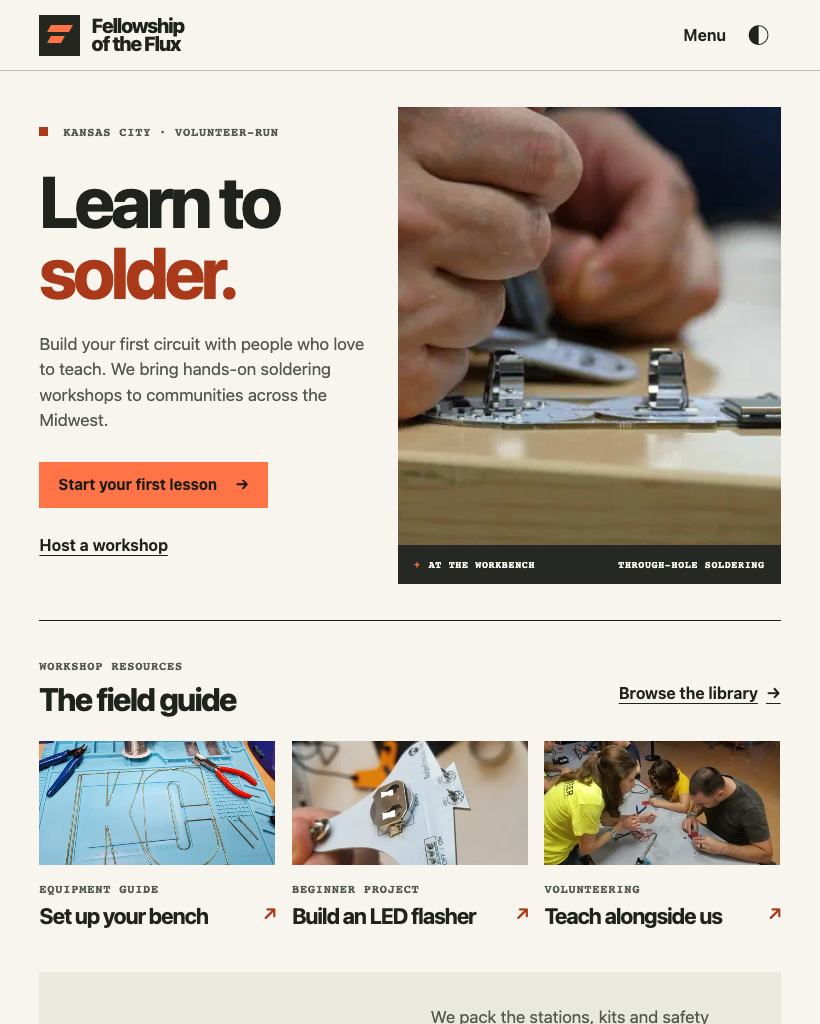 Fellowship
of the Flux
Menu
KANSAS CITY · VOLUNTEER-RUN
Learn to
solder.
Build your first circuit with people who love
to teach. We bring hands-on soldering
workshops to communities across the
Midwest.
Start your first lesson →
Host a workshop
+ AT THE WORKBENCH
THROUGH-HOLE SOLDERING
WORKSHOP RESOURCES
The field guide
Browse the library →
EQUIPMENT GUIDE
Set up your bench ↗
BEGINNER PROJECT
Build an LED flasher ↗
VOLUNTEERING
Teach alongside us ↗
We pack the stations, kits and safety